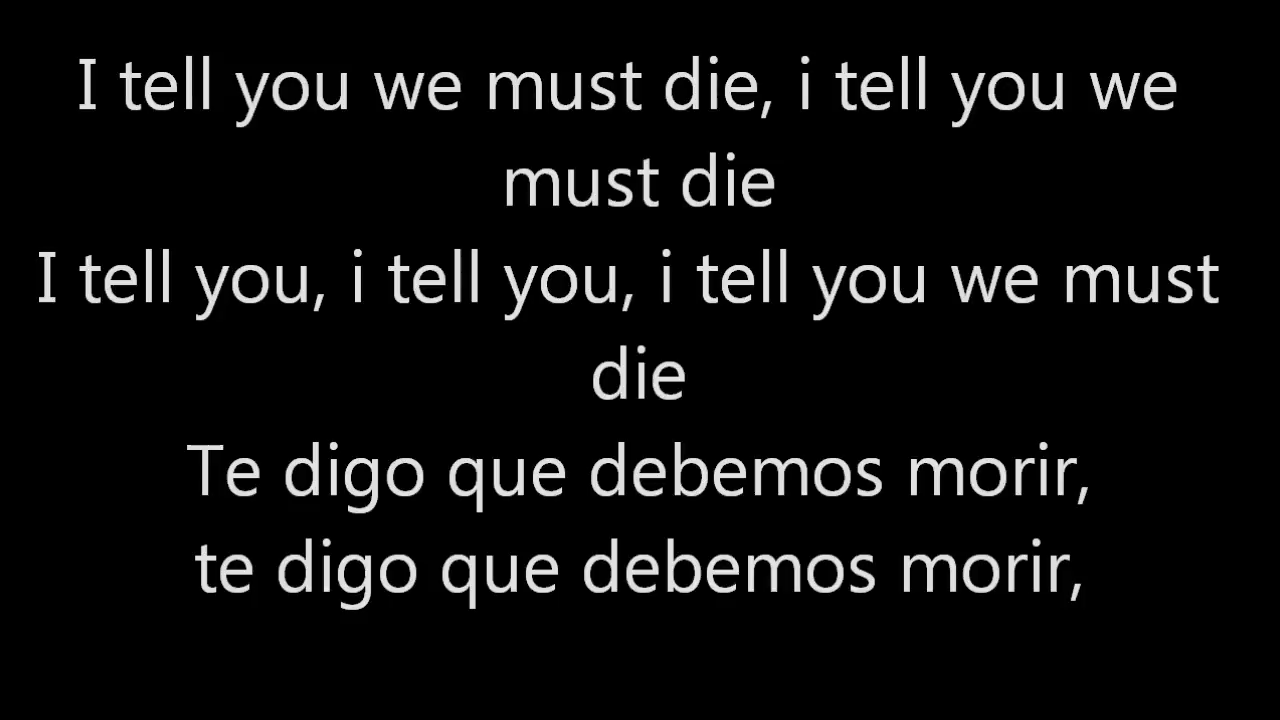 I tell you we must die, i tell you we
must die
I tell you, i tell you, i tell you we must
die
Te digo que debemos morir,
te digo que debemos morir,